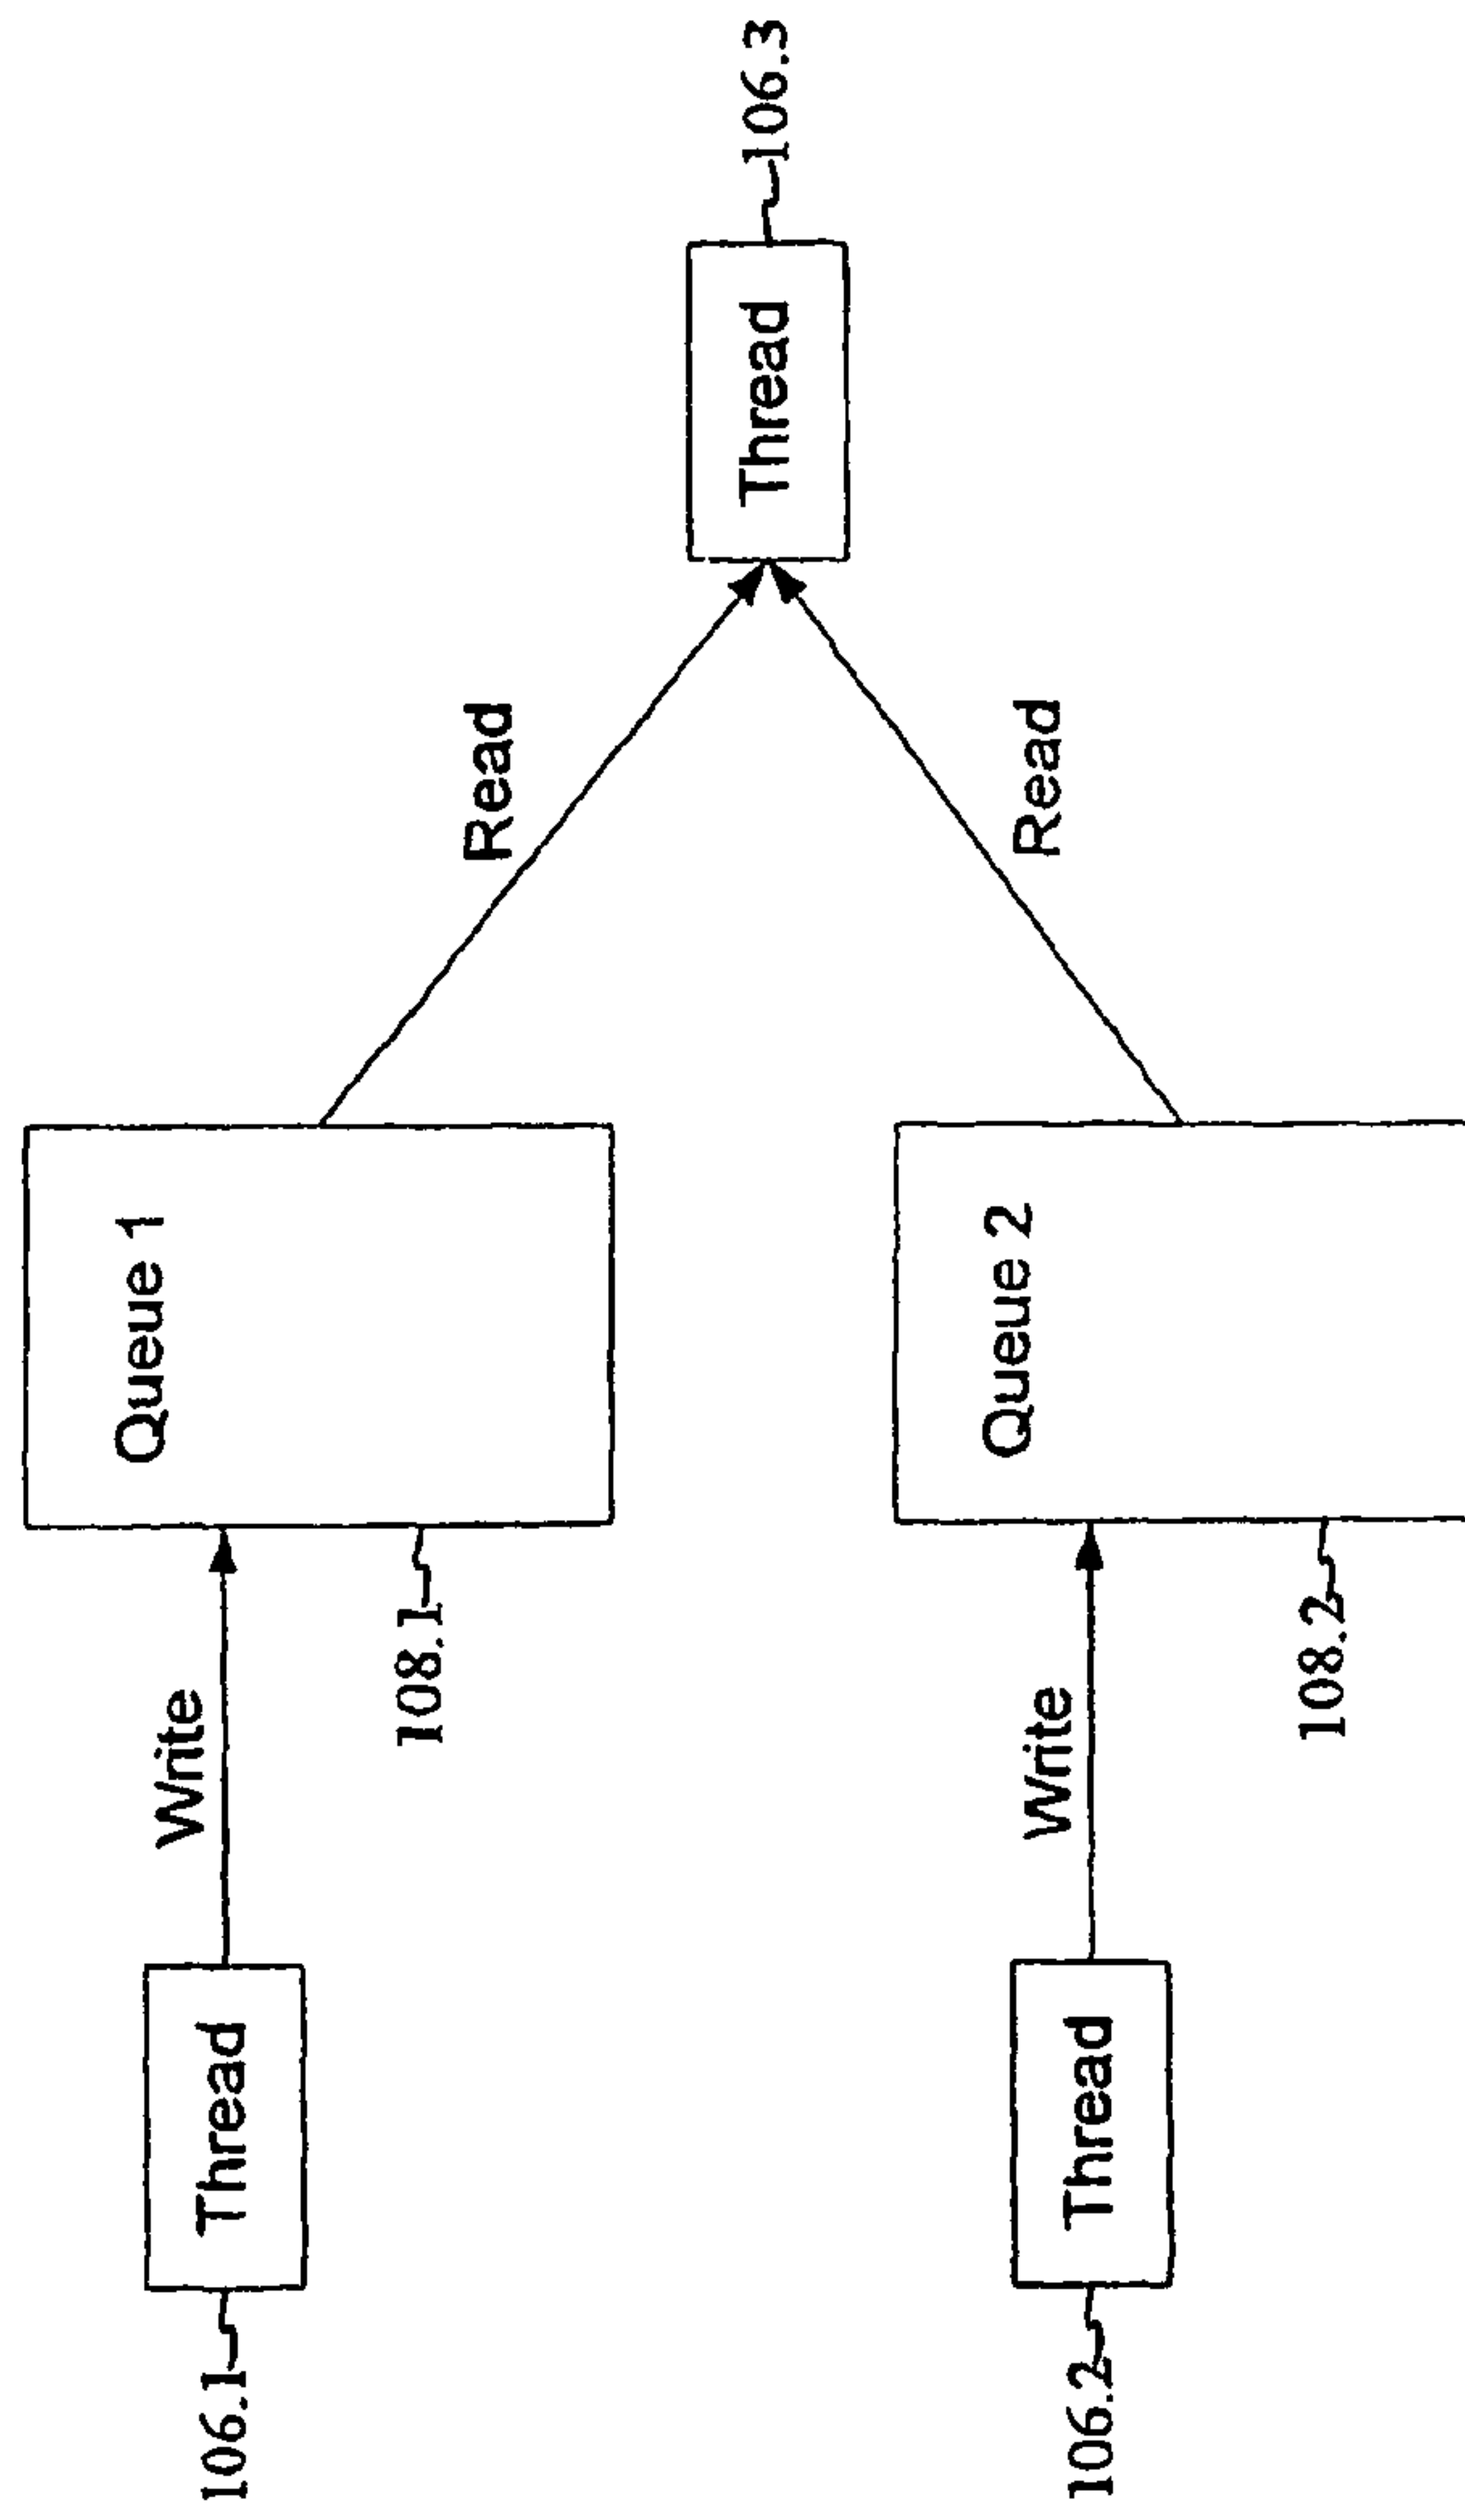 Queue 1
Write
Read
Thread
106.1
108.1
Thread
106.3
Queue 2
Write
Read
Thread
106.2
108.2